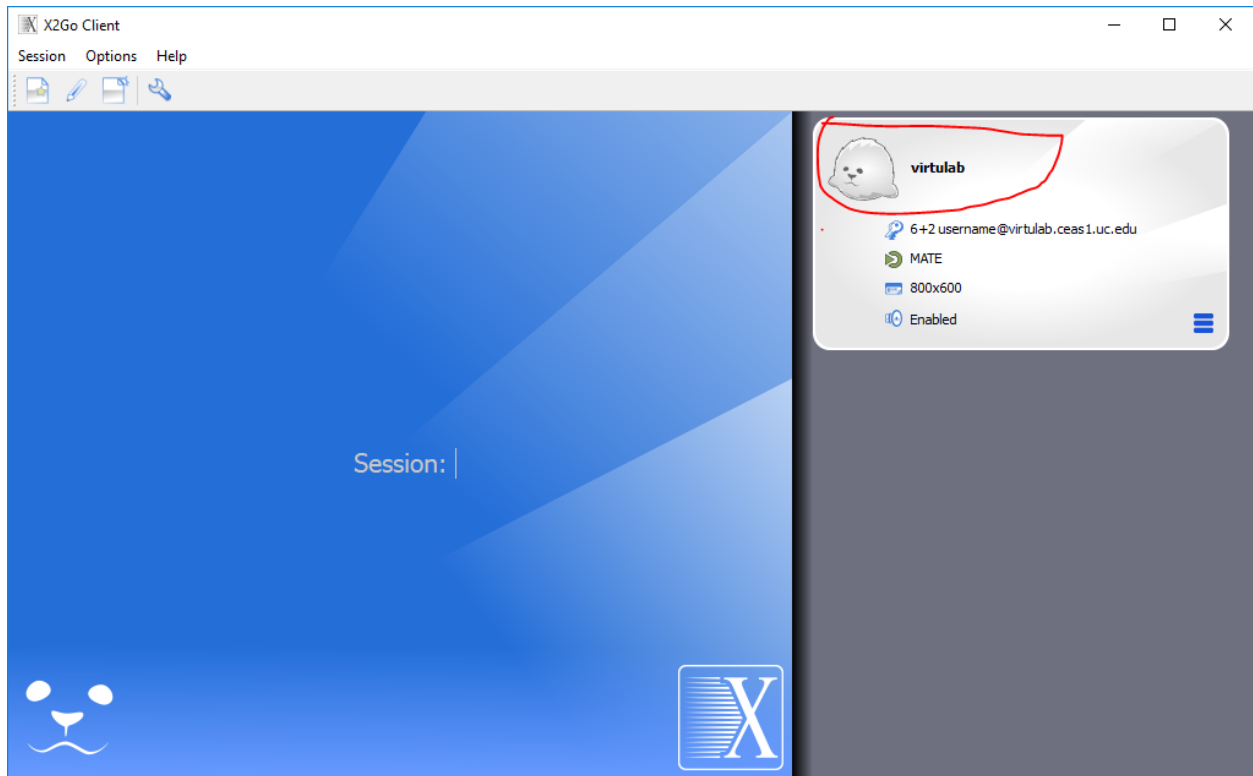 X2Go Client
Session Options Help
virtulab
6+2 username@virtulab.ceas1.uc.edu
MATE
800x600
Enabled
Session:
X